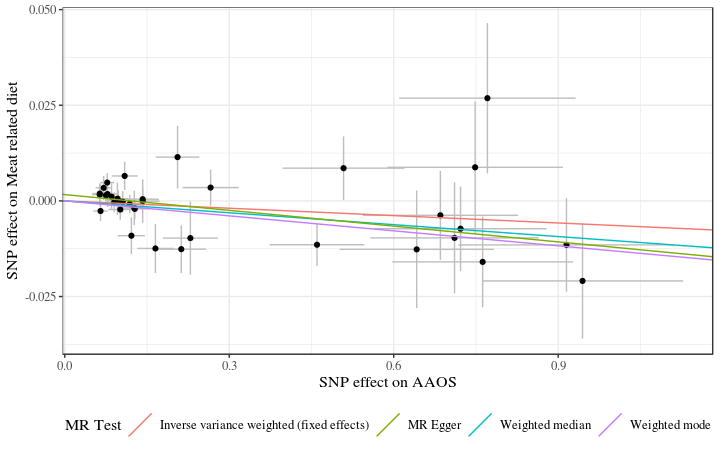 0.050
0.025
0.000
-0.025
SNP effect on Meat related diet
0.0 0.3 0.6 0.9
SNP effect on AAOS
MR Test Inverse variance weighted (fixed effects) MR Egger Weighted median Weighted mode